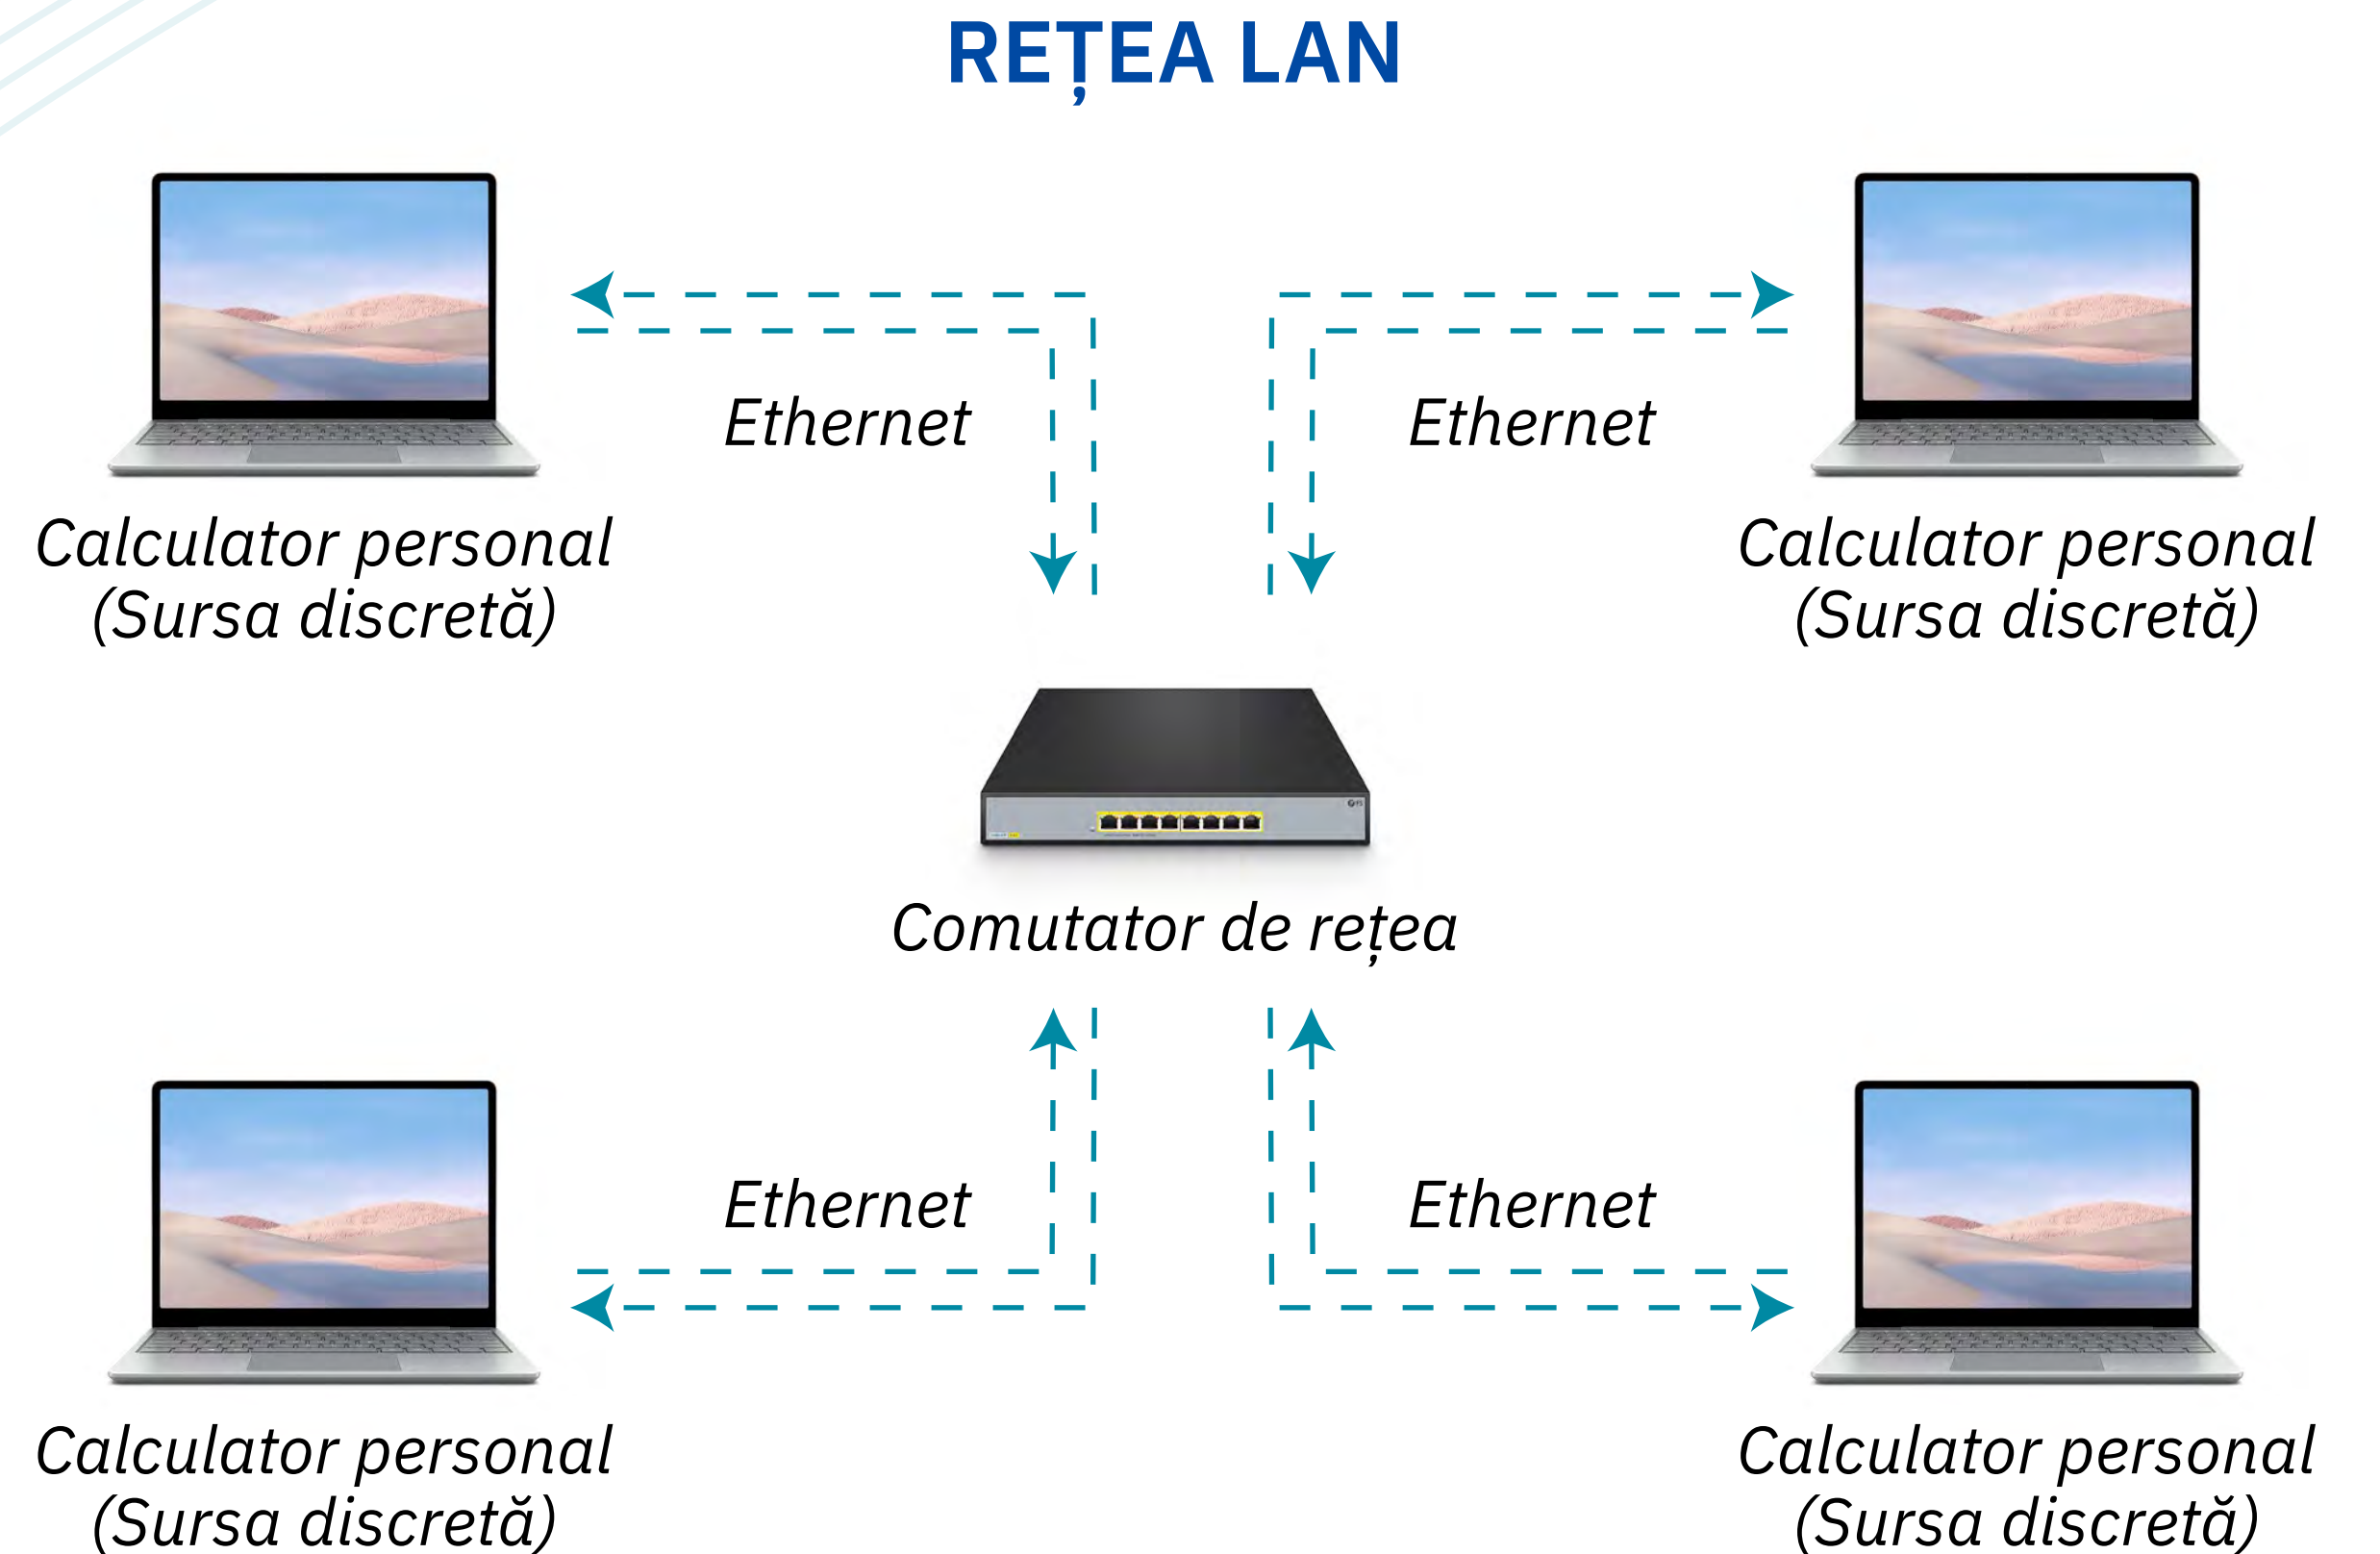 REȚEA LAN
Ethernet
Ethernet
Calculator personal
(Sursa discretă)
Calculator personal
(Sursa discretă)
Comutator de rețea
Ethernet
Ethernet
Calculator personal
(Sursa discretă)
Calculator personal
(Sursa discretă)